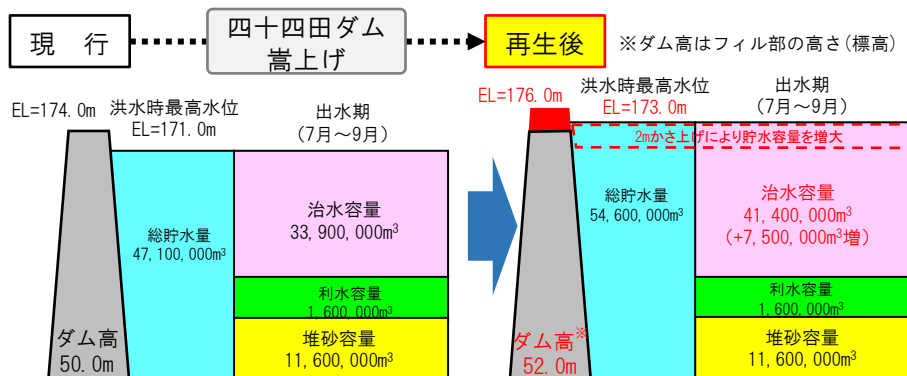 現 行
四十四田ダム
嵩上げ
再生後
※ダム高はフィル部の高さ(標高)
EL=174.0m
洪水時最高水位
EL=171.0m
出水期
(7月～9月)
総貯水量
47,100,000m³
治水容量
33,900,000m³
利水容量
1,600,000m³
堆砂容量
11,600,000m³
ダム高
50.0m
EL=176.0m
洪水時最高水位
EL=173.0m
出水期
(7月～9月)
2mかさ上げにより貯水容量を増大
総貯水量
54,600,000m³
治水容量
41,400,000m³
(+7,500,000m³増)
利水容量
1,600,000m³
堆砂容量
11,600,000m³
ダム高※
52.0m